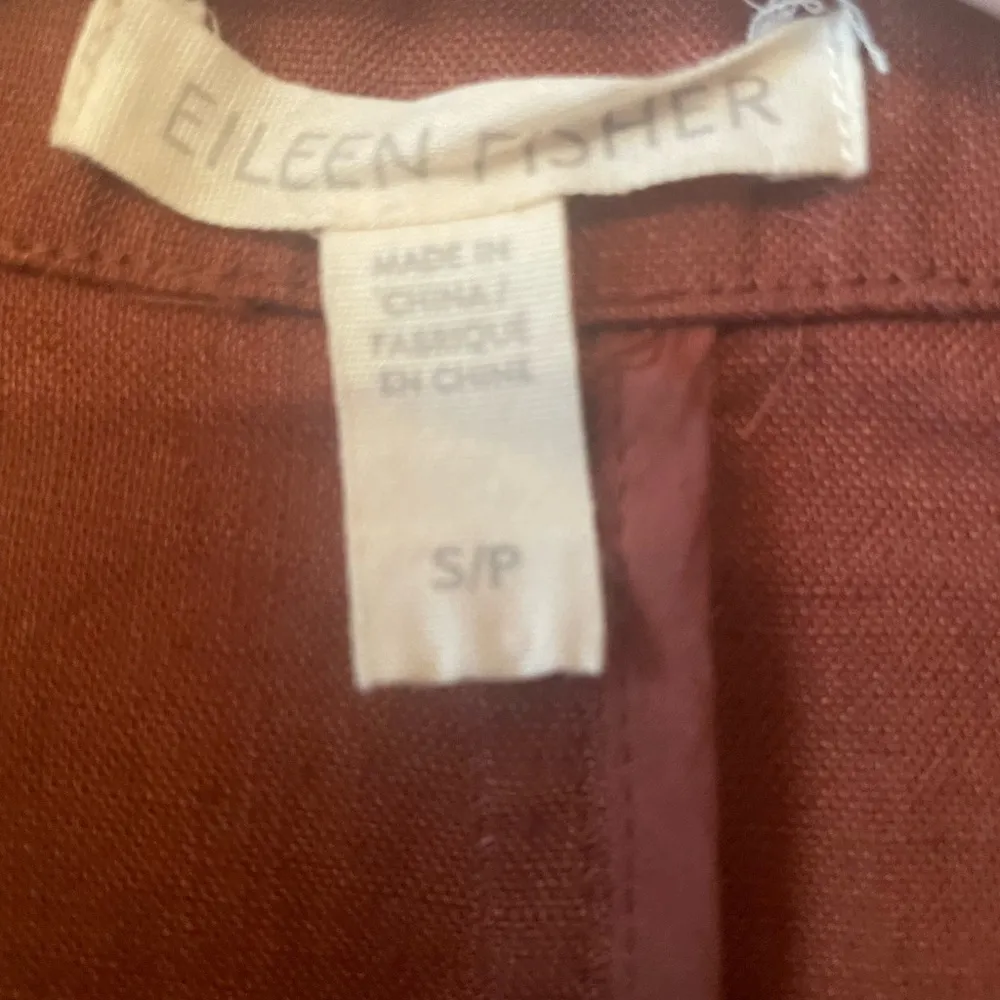 EILEEN FISHER
MADE IN
CHINA /
FABRIQUÉ
EN CHINE
S/P